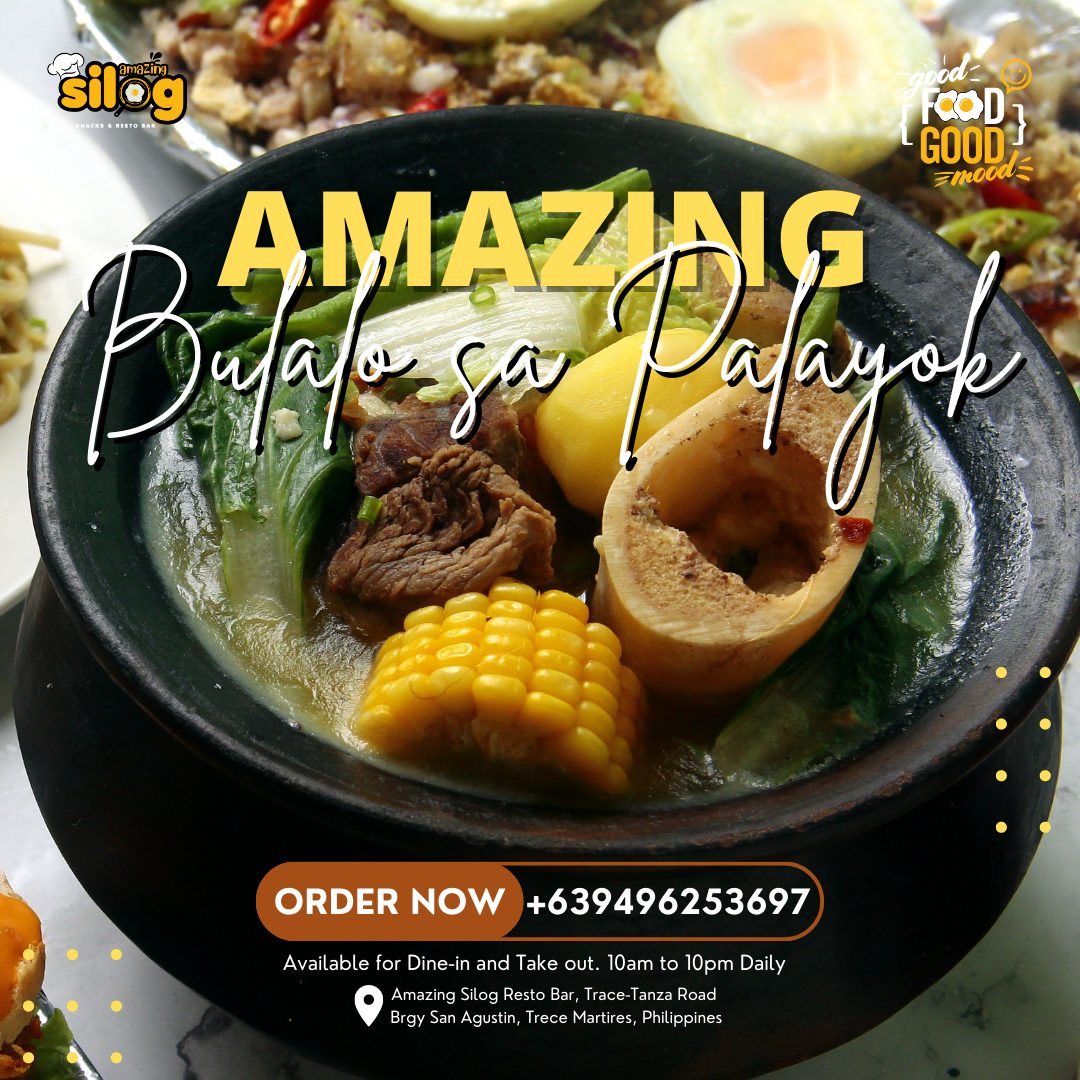 amazing
silog
SNACKS & RESTO BAR
good
FOOD
GOOD
mood
AMAZING
Bulalo sa Palayok
ORDER NOW +639496253697
Available for Dine-in and Take out. 10am to 10pm Daily
Amazing Silog Resto Bar, Trace-Tanza Road
Brgy San Agustin, Trece Martires, Philippines